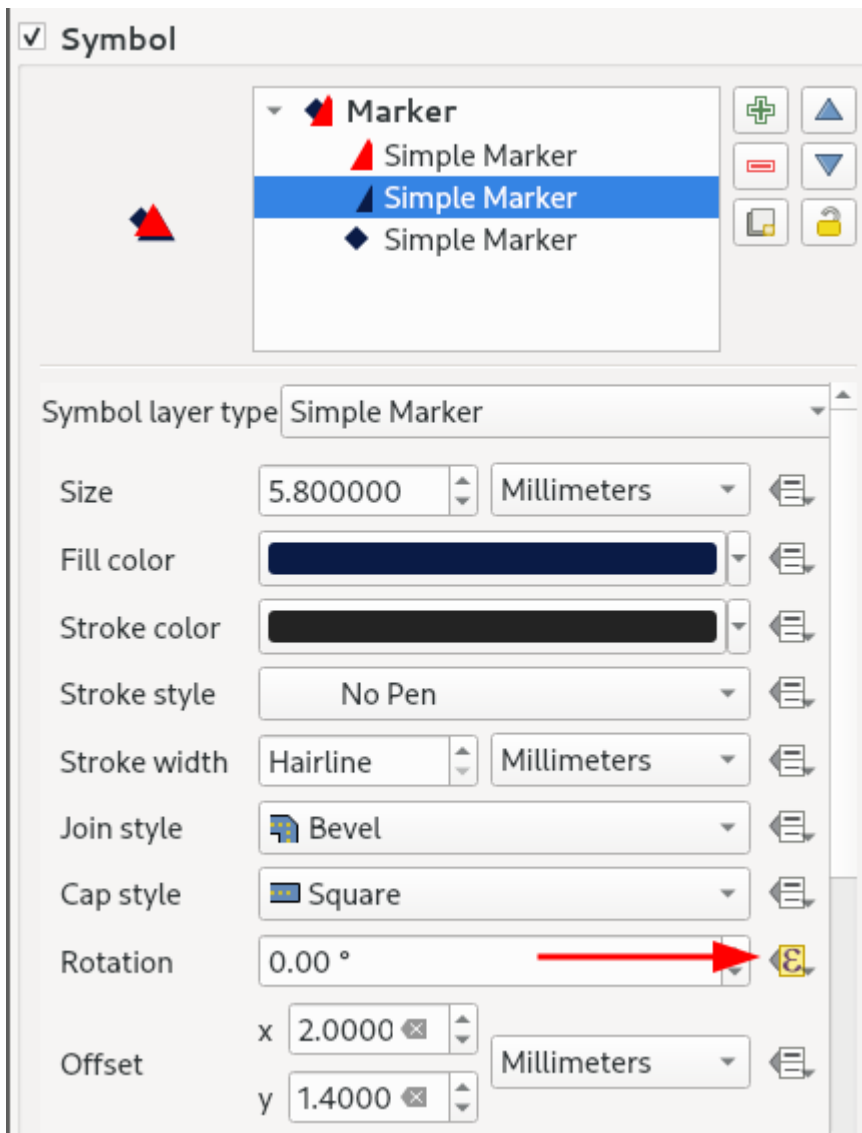 Symbol
Marker
Simple Marker
Simple Marker
Simple Marker
Symbol layer type Simple Marker
Size 5.800000 Millimeters
Fill color
Stroke color
Stroke style No Pen
Stroke width Hairline Millimeters
Join style Bevel
Cap style Square
Rotation 0.00 ° ε
x 2.0000
Offset Millimeters
y 1.4000